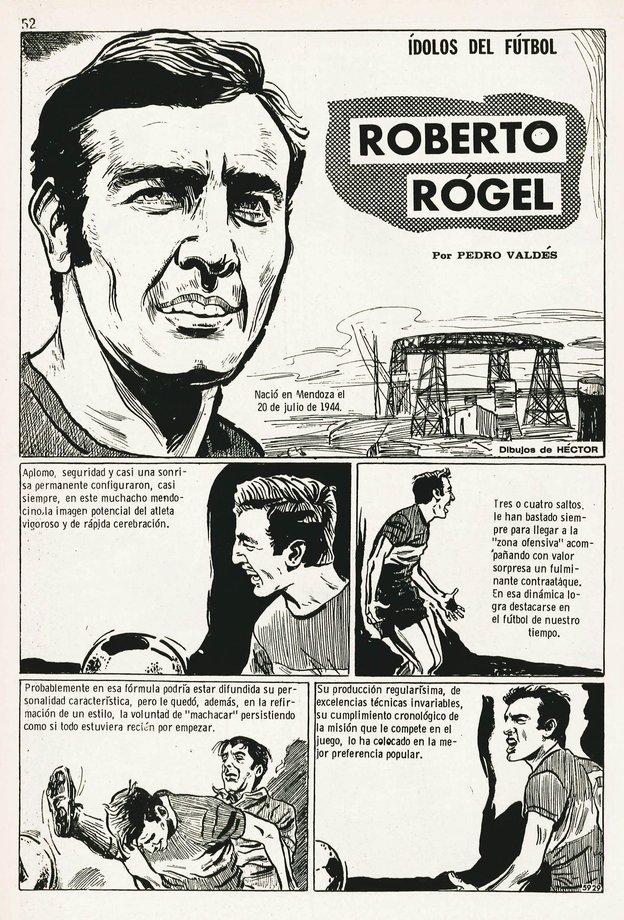 52
ÍDOLOS DEL FÚTBOL
ROBERTO
RÓGEL
Por PEDRO VALDÉS
Nació en Mendoza el
20 de julio de 1944.
Dibujos de HÉCTOR
Aplomo, seguridad y casi una sonri-
sa permanente configuraron, casi
siempre, en este muchacho mendo-
cino.la imagen potencial del atleta
vigoroso y de rápida cerebración.
Tres o cuatro saltos,
le han bastado siem-
pre para llegar a la
"zona ofensiva" acom-
pañando con valor
sorpresa un fulmi-
nante contraataque.
En esa dinámica lo-
gra destacarse en
el fútbol de nuestro
tiempo.
Probablemente en esa fórmula podría estar difundida su per-
sonalidad característica, pero le quedó, además, en la refir-
mación de un estilo, la voluntad de "machacar" persistiendo
como si todo estuviera recién por empezar.
Su producción regularísima, de
excelencias técnicas invariables,
su cumplimiento cronológico de
la misión que le compete en el
juego, lo ha colocado en la me-
jor preferencia popular.
5929